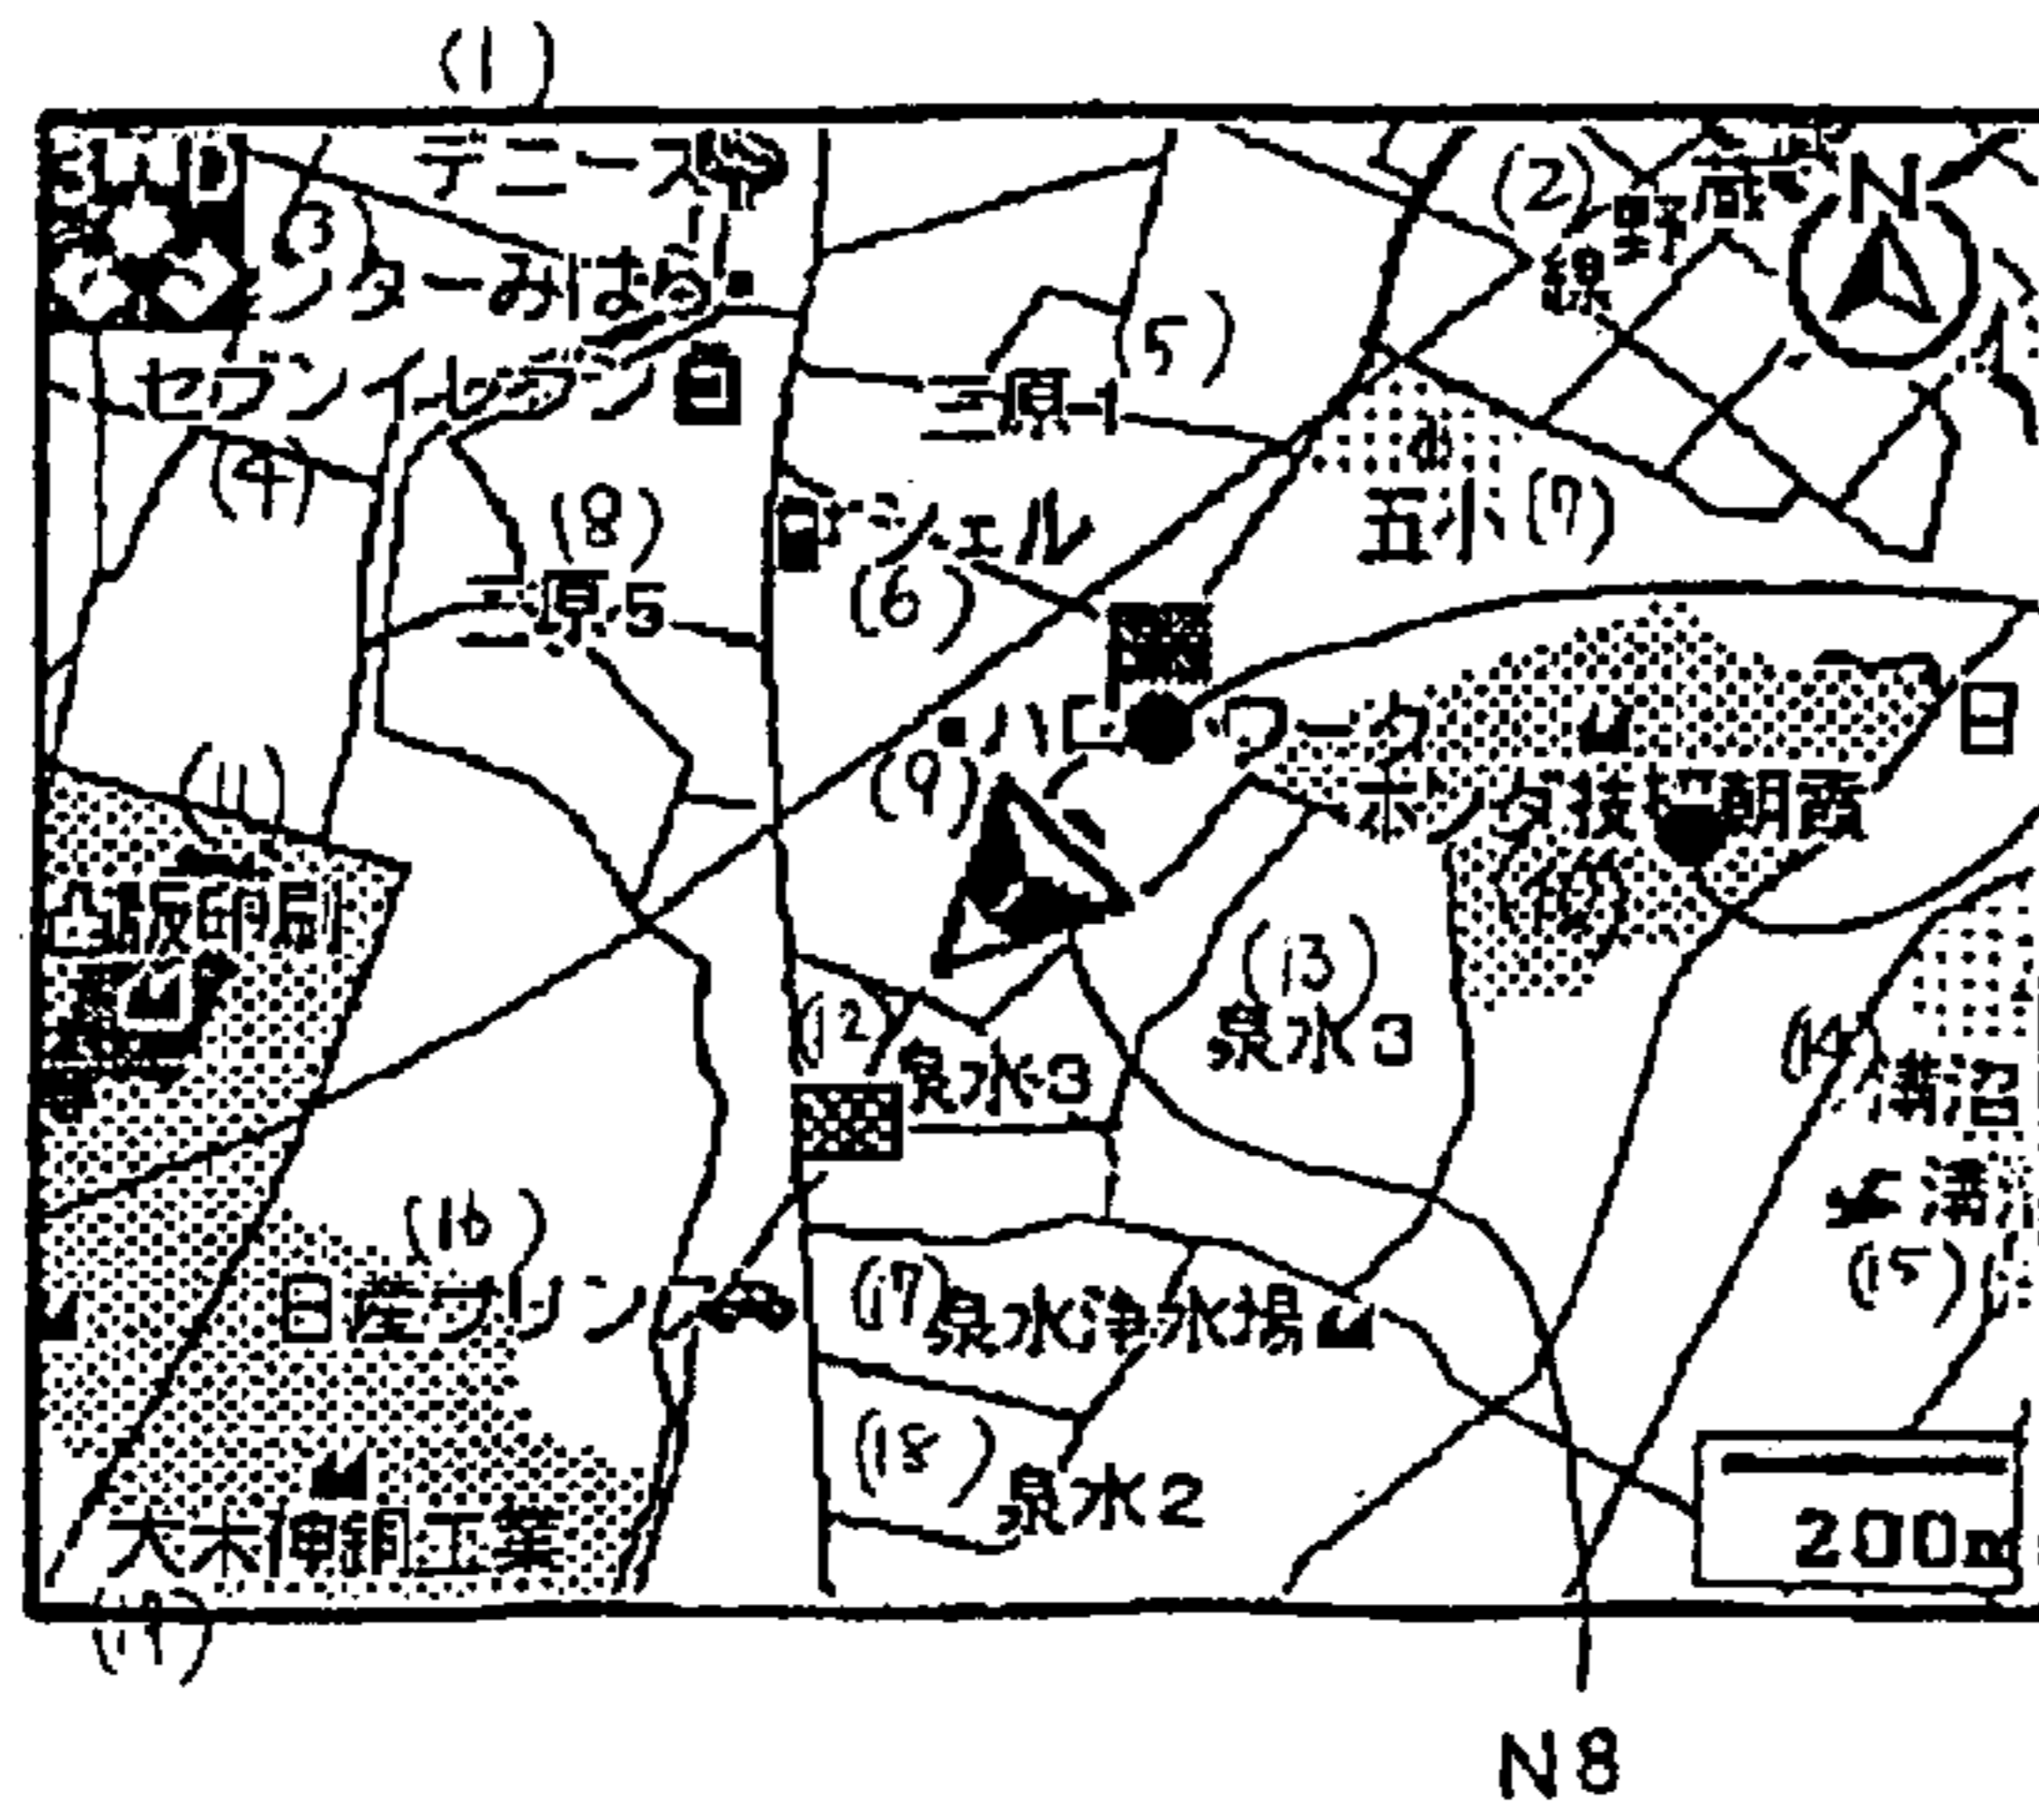 (1)
デニーズ
(2)
野
蔵
線
N
(3)
ンターみはら
セブンイレブン
三原-1
(5)
(4)
(8)
シェル
五小
(7)
三原5
(6)
ハロ
ワーク
(9)
ホンダ技
朝霞
(10)
(11)
凸版印刷
(12)
泉水3
(13)
泉水3
(14)
溝沼
溝
(15)
(16)
日産プリン
(17)
泉水浄水場
(18)
泉水2
大木伸銅工業
(19)
200m
N8